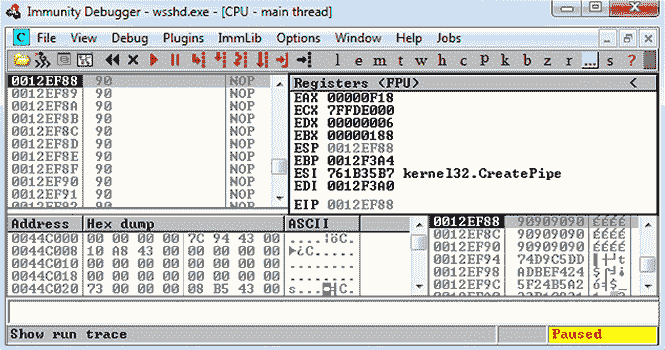 Immunity Debugger - wsshd.exe - [CPU - main thread]
C File View Debug Plugins ImmLib Options Window Help Jobs
l e m t w h c p k b z r ... s ?
0012EF88 90 NOP
0012EF89 90 NOP
0012EF8A 90 NOP
0012EF8B 90 NOP
0012EF8C 90 NOP
0012EF8D 90 NOP
0012EF8E 90 NOP
0012EF8F 90 NOP
0012EF90 90 NOP
0012EF91 90 NOP
Registers (FPU) <
EAX 00000F18
ECX 7FFDE000
EDX 00000006
EBX 00000188
ESP 0012EF88
EBP 0012F3A4
ESI 761B35B7 kernel32.CreatePipe
EDI 0012F3A0
EIP 0012EF88
Address Hex dump ASCII
0044C000 00 00 00 00 7C 94 43 00 ....|öC.
0044C008 10 A8 43 00 00 00 00 00 ►¿C.....
0044C010 00 00 00 00 00 00 00 00 ........
0044C018 00 00 00 00 00 00 00 00 ........
0044C020 73 00 00 00 08 B5 43 00
0012EF88 90909090 ÉÉÉÉ
0012EF8C 90909090 ÉÉÉÉ
0012EF90 90909090 ÉÉÉÉ
0012EF94 74D9C5DD
0012EF98 ADBEF424
0012EF9C 5F24B5A2
Show run trace
Paused